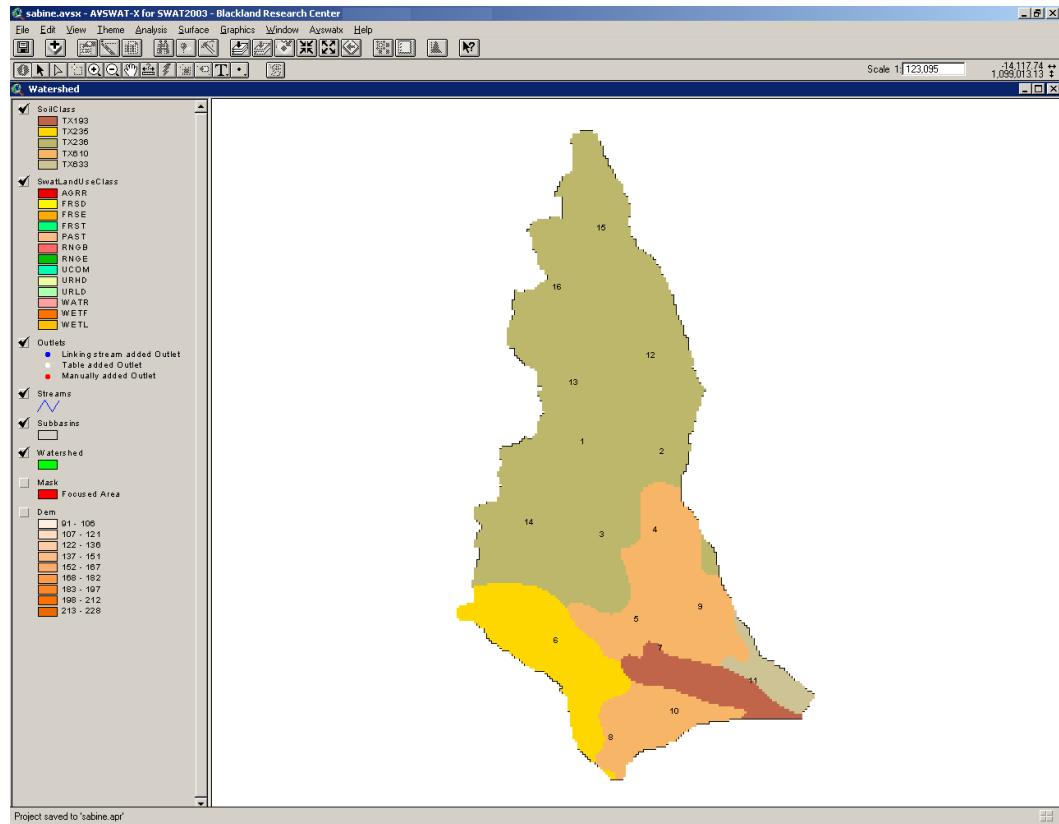 sabine.avsx - AVSWAT-X for SWAT2003 - Blackland Research Center
File Edit View Theme Analysis Surface Graphics Window Avswatx Help
T
Scale 1: 123,095
-14,117.74
1,099,013.13
Watershed
SoilClass
TX193
TX235
TX236
TX610
TX633
SwatLandUseClass
AGRR
FRSD
FRSE
FRST
PAST
RNGB
RNGE
UCOM
URHD
URLD
WATR
WETF
WETL
Outlets
Linking stream added Outlet
Table added Outlet
Manually added Outlet
Streams
Subbasins
Watershed
Mask
Focused Area
Dem
91 - 106
107 - 121
122 - 136
137 - 151
152 - 167
168 - 182
183 - 197
198 - 212
213 - 228
15
16
12
13
1
2
14
3
4
9
5
6
7
11
10
8
Project saved to 'sabine.apr'